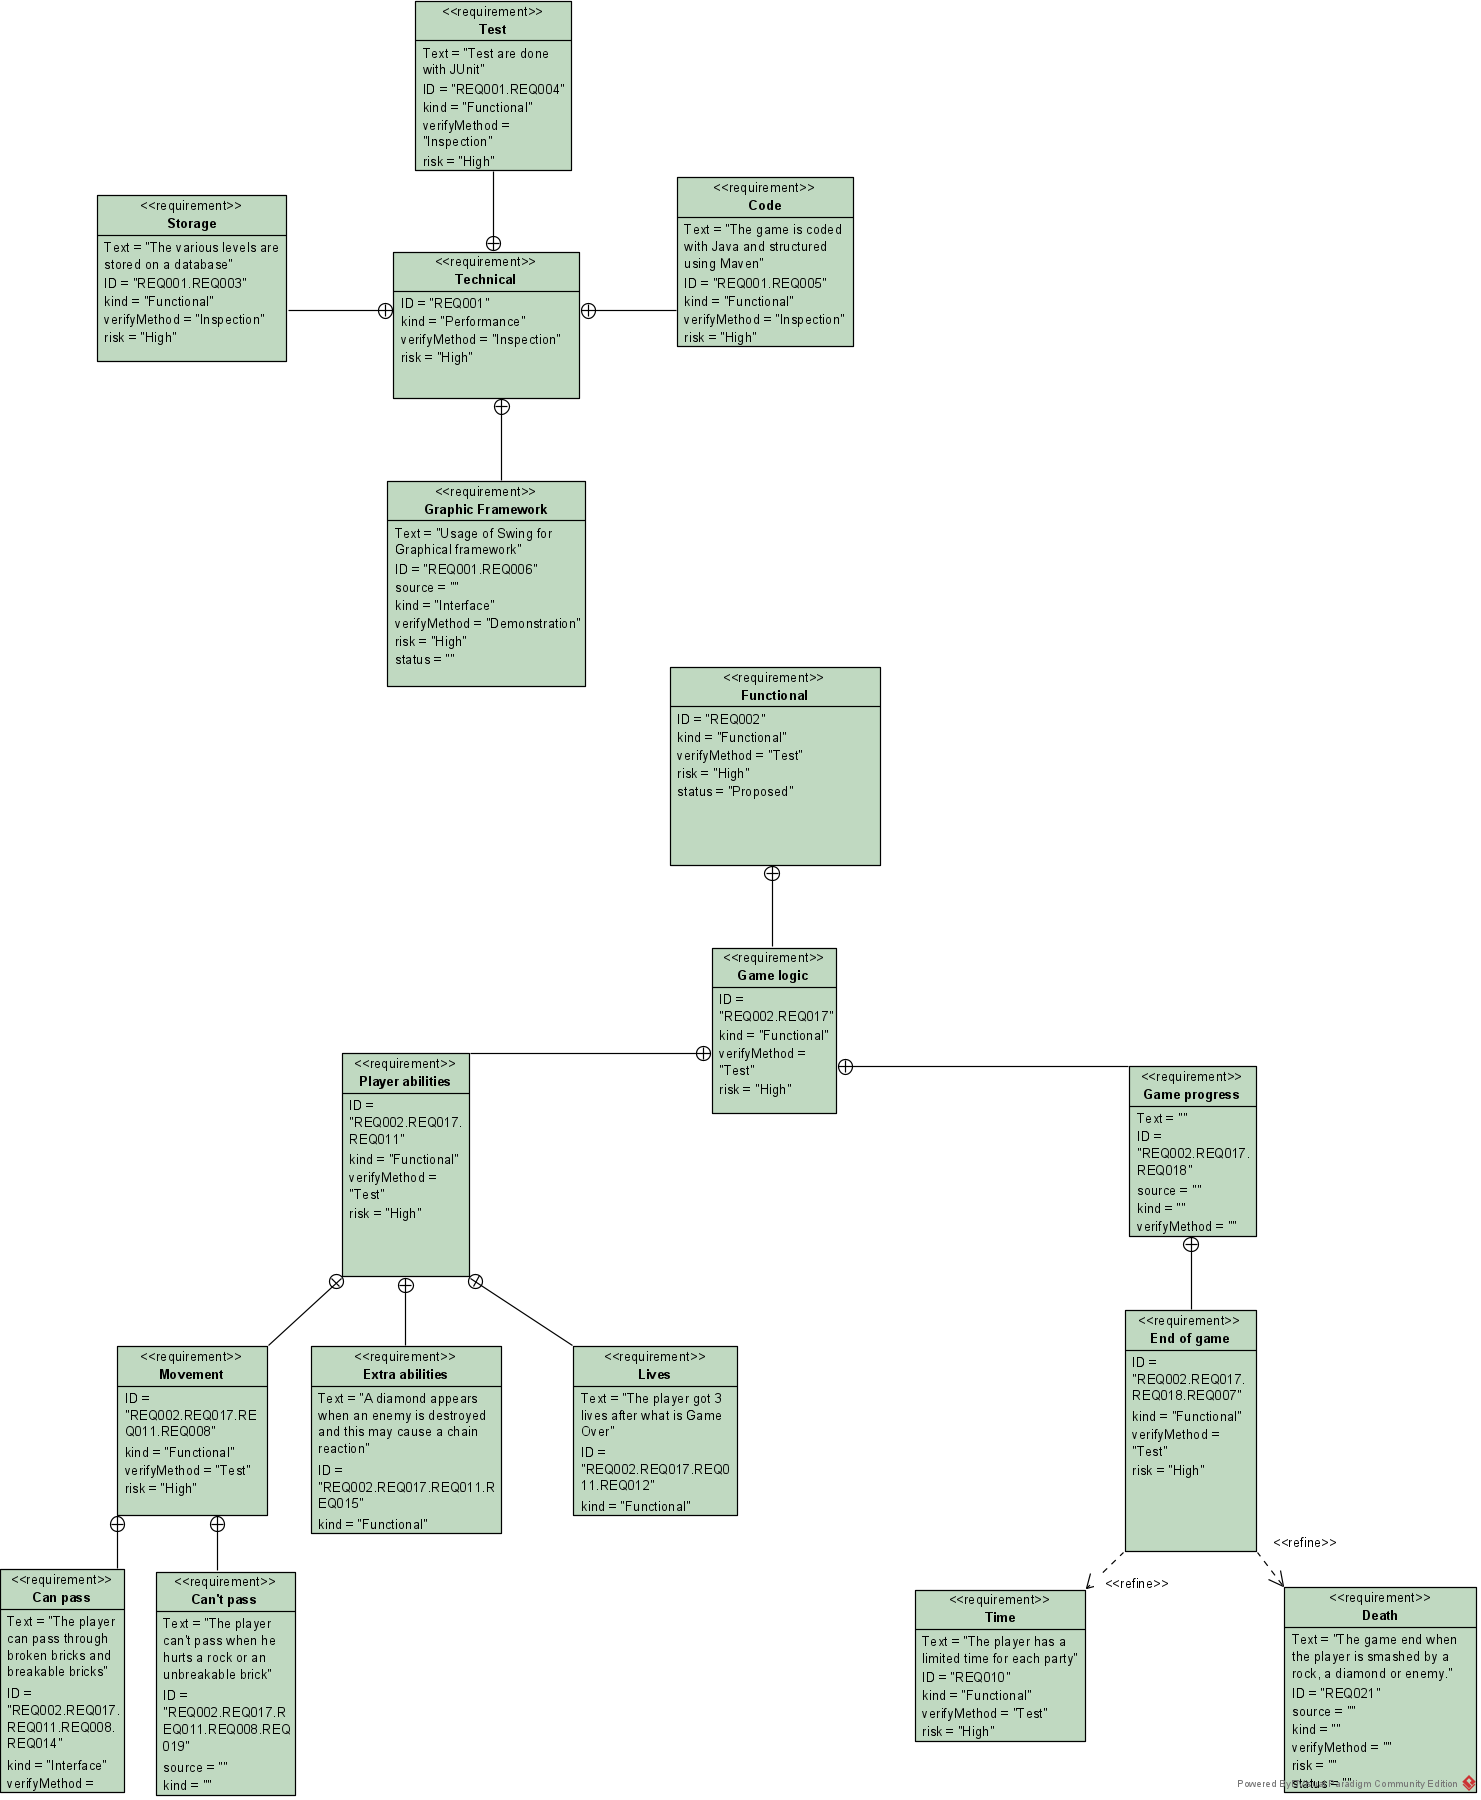 <<requirement>>
Test
Text = "Test are done
with JUnit"
ID = "REQ001.REQ004"
kind = "Functional"
verifyMethod =
"Inspection"
risk = "High"
<<requirement>>
Storage
Text = "The various levels are
stored on a database"
ID = "REQ001.REQ003"
kind = "Functional"
verifyMethod = "Inspection"
risk = "High"
<<requirement>>
Code
Text = "The game is coded
with Java and structured
using Maven"
ID = "REQ001.REQ005"
kind = "Functional"
verifyMethod = "Inspection"
risk = "High"
<<requirement>>
Technical
ID = "REQ001"
kind = "Performance"
verifyMethod = "Inspection"
risk = "High"
<<requirement>>
Graphic Framework
Text = "Usage of Swing for
Graphical framework"
ID = "REQ001.REQ006"
source = ""
kind = "Interface"
verifyMethod = "Demonstration"
risk = "High"
status = ""
<<requirement>>
Functional
ID = "REQ002"
kind = "Functional"
verifyMethod = "Test"
risk = "High"
status = "Proposed"
<<requirement>>
Game logic
ID =
"REQ002.REQ017"
kind = "Functional"
verifyMethod =
"Test"
risk = "High"
<<requirement>>
Player abilities
ID =
"REQ002.REQ017.
REQ011"
kind = "Functional"
verifyMethod =
"Test"
risk = "High"
<<requirement>>
Game progress
Text = ""
ID =
"REQ002.REQ017.
REQ018"
source = ""
kind = ""
verifyMethod = ""
<<requirement>>
End of game
ID =
"REQ002.REQ017.
REQ018.REQ007"
kind = "Functional"
verifyMethod =
"Test"
risk = "High"
<<requirement>>
Movement
ID =
"REQ002.REQ017.RE
Q011.REQ008"
kind = "Functional"
verifyMethod = "Test"
risk = "High"
<<requirement>>
Extra abilities
Text = "A diamond appears
when an enemy is destroyed
and this may cause a chain
reaction"
ID =
"REQ002.REQ017.REQ011.R
EQ015"
kind = "Functional"
<<requirement>>
Lives
Text = "The player got 3
lives after what is Game
Over"
ID =
"REQ002.REQ017.REQ0
11.REQ012"
kind = "Functional"
<<refine>>
<<refine>>
<<requirement>>
Can pass
Text = "The player
can pass through
broken bricks and
breakable bricks"
ID =
"REQ002.REQ017.
REQ011.REQ008.
REQ014"
kind = "Interface"
verifyMethod =
<<requirement>>
Can't pass
Text = "The player
can't pass when he
hurts a rock or an
unbreakable brick"
ID =
"REQ002.REQ017.R
EQ011.REQ008.REQ
019"
source = ""
kind = ""
<<requirement>>
Time
Text = "The player has a
limited time for each party"
ID = "REQ010"
kind = "Functional"
verifyMethod = "Test"
risk = "High"
<<requirement>>
Death
Text = "The game end when
the player is smashed by a
rock, a diamond or enemy."
ID = "REQ021"
source = ""
kind = ""
verifyMethod = ""
risk = ""
status = ""
Powered By Visual Paradigm Community Edition